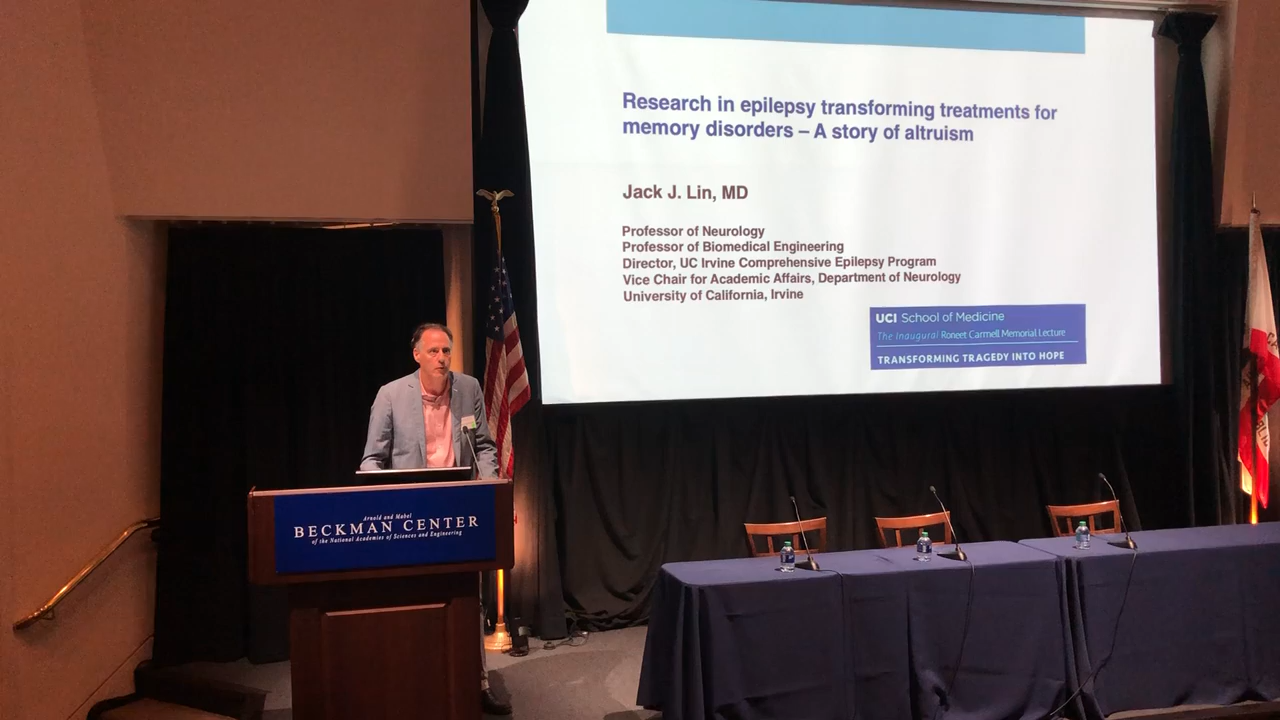 Research in epilepsy transforming treatments for
memory disorders – A story of altruism
Jack J. Lin, MD
Professor of Neurology
Professor of Biomedical Engineering
Director, UC Irvine Comprehensive Epilepsy Program
Vice Chair for Academic Affairs, Department of Neurology
University of California, Irvine
UCI School of Medicine
The Inaugural Roneet Carmell Memorial Lecture
TRANSFORMING TRAGEDY INTO HOPE
Arnold and Mabel
BECKMAN CENTER
of the National Academies of Sciences and Engineering